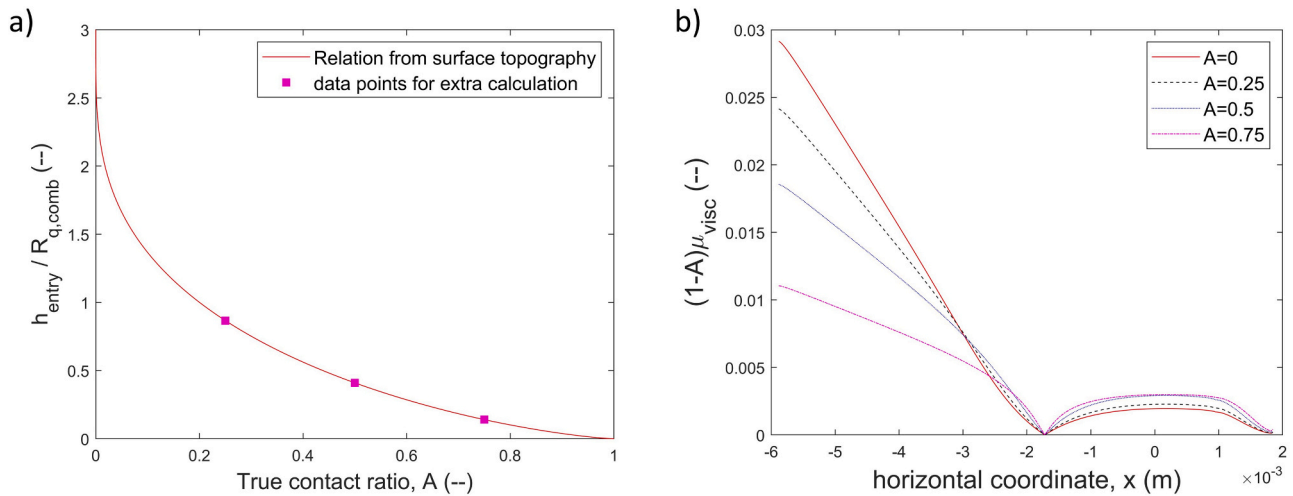 a)
3
2.5
2
1.5
1
0.5
0
h_entry / R_q,comb (--)
Relation from surface topography
data points for extra calculation
0 0.2 0.4 0.6 0.8 1
True contact ratio, A (--)
b)
0.03
0.025
0.02
0.015
0.01
0.005
0
(1-A)μ_visc (--)
A=0
A=0.25
A=0.5
A=0.75
-6 -5 -4 -3 -2 -1 0 1 2
×10⁻³
horizontal coordinate, x (m)